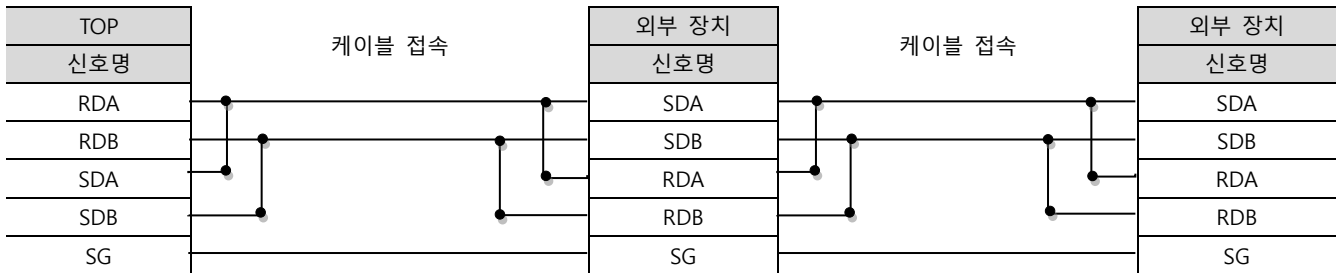 TOP 케이블 접속 외부 장치 케이블 접속 외부 장치
신호명 신호명 신호명
RDA SDA SDA
RDB SDB SDB
SDA RDA RDA
SDB RDB RDB
SG SG SG